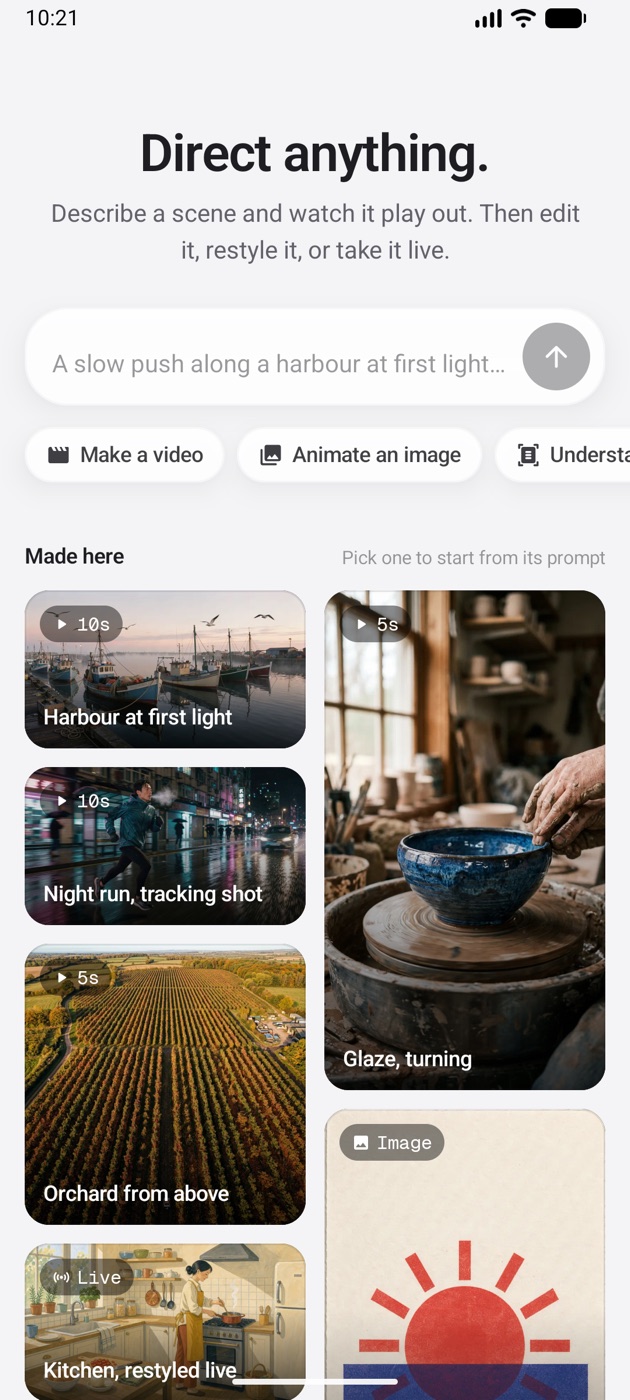 10:21
Direct anything.
Describe a scene and watch it play out. Then edit
it, restyle it, or take it live.
A slow push along a harbour at first light...
Make a video
Animate an image
Understa
Made here
Pick one to start from its prompt
10s
Harbour at first light
10s
Night run, tracking shot
5s
Orchard from above
Live
Kitchen, restyled live
5s
Glaze, turning
Image